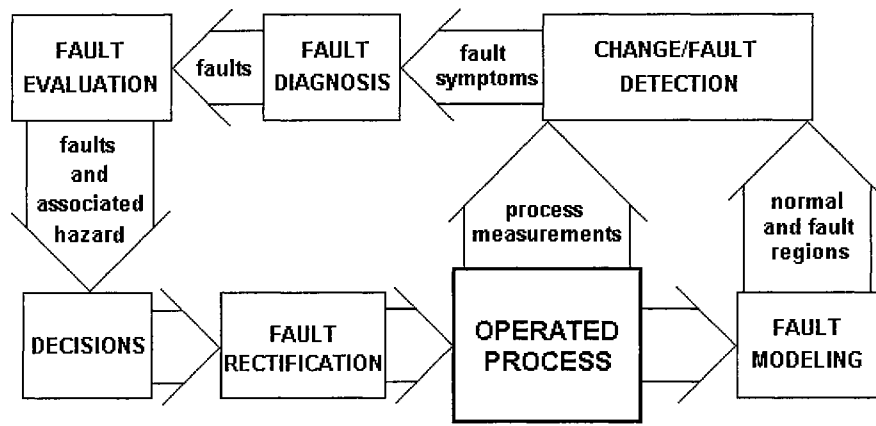 FAULT
EVALUATION
faults
FAULT
DIAGNOSIS
fault
symptoms
CHANGE/FAULT
DETECTION
faults
and
associated
hazard
process
measurements
normal
and fault
regions
DECISIONS
FAULT
RECTIFICATION
OPERATED
PROCESS
FAULT
MODELING